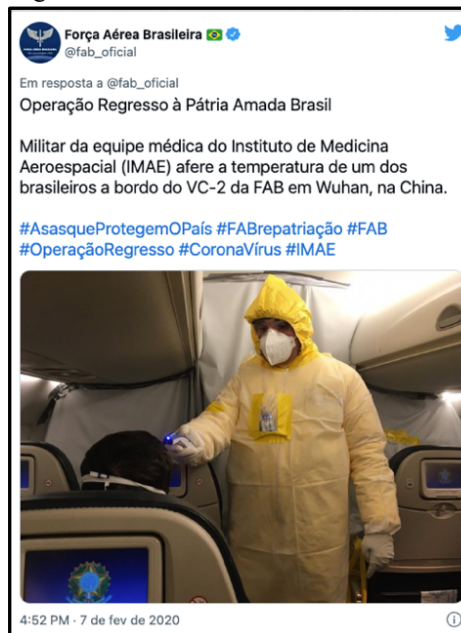 Força Aérea Brasileira 🇧🇷
@fab_oficial
Em resposta a @fab_oficial
Operação Regresso à Pátria Amada Brasil
Militar da equipe médica do Instituto de Medicina
Aeroespacial (IMAE) afere a temperatura de um dos
brasileiros a bordo do VC-2 da FAB em Wuhan, na China.
#AsasqueProtegemOPaís #FABrepatriação #FAB
#OperaçãoRegresso #CoronaVírus #IMAE
4:52 PM · 7 de fev de 2020